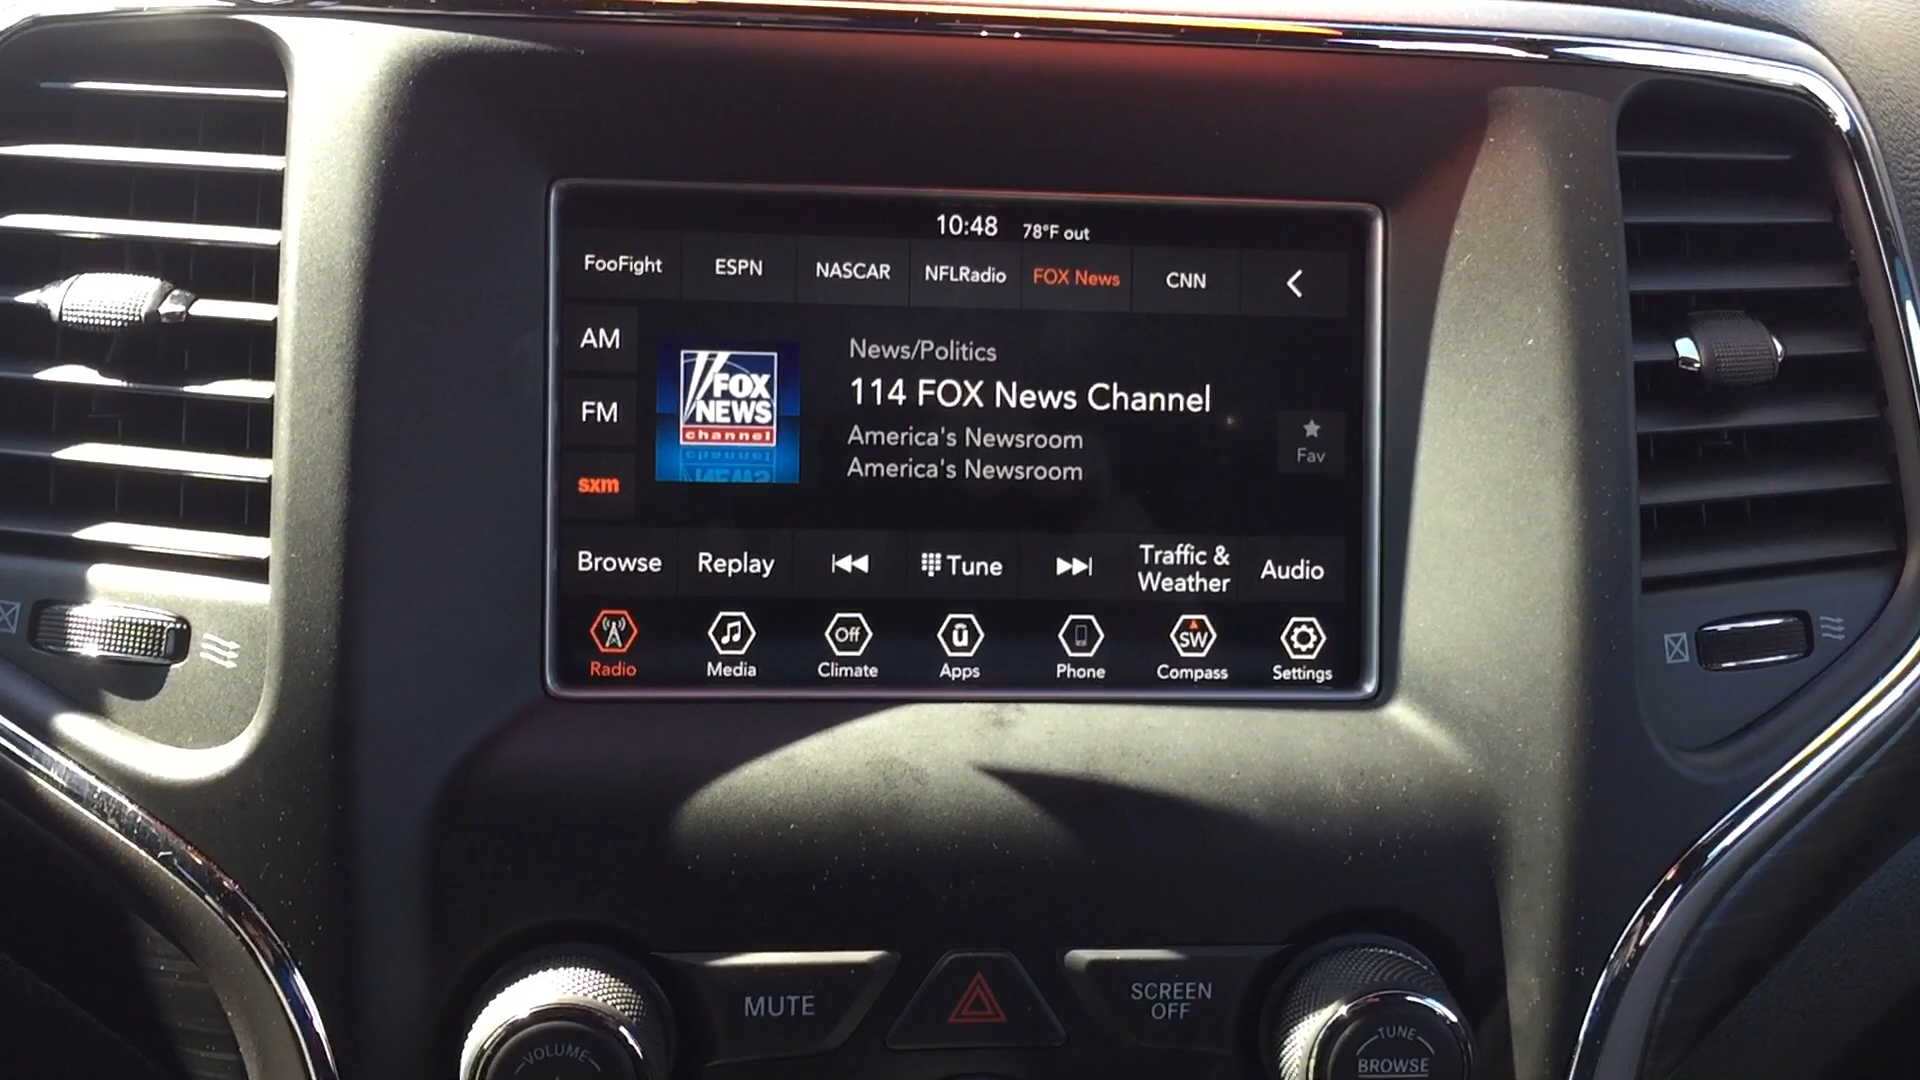 10:48 78°F out
FooFight ESPN NASCAR NFLRadio FOX News CNN
AM
FM
sxm
FOX
NEWS
channel
News/Politics
114 FOX News Channel
America's Newsroom
America's Newsroom
Fav
Browse Replay Tune Traffic &
Weather Audio
Off ū SW
Radio Media Climate Apps Phone Compass Settings
VOLUME
MUTE
SCREEN
OFF
TUNE
BROWSE